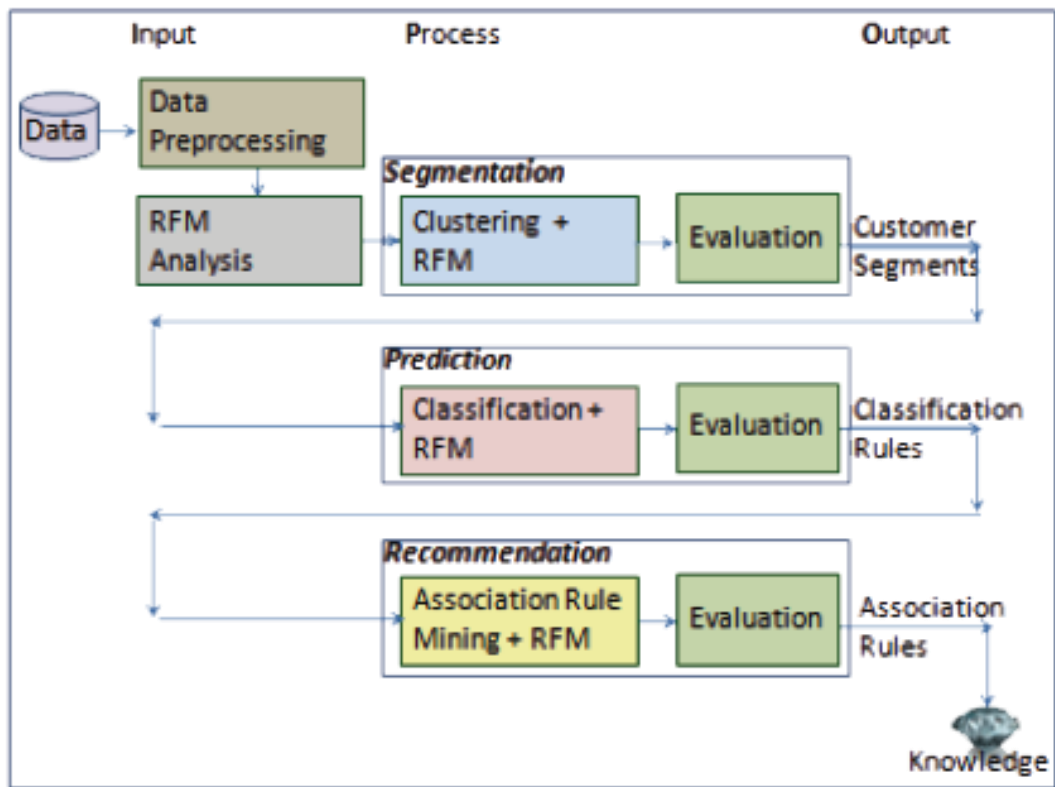 Input
Process
Output
Data
Data
Preprocessing
RFM
Analysis
Segmentation
Clustering +
RFM
Evaluation
Customer
Segments
Prediction
Classification +
RFM
Evaluation
Classification
Rules
Recommendation
Association Rule
Mining + RFM
Evaluation
Association
Rules
Knowledge